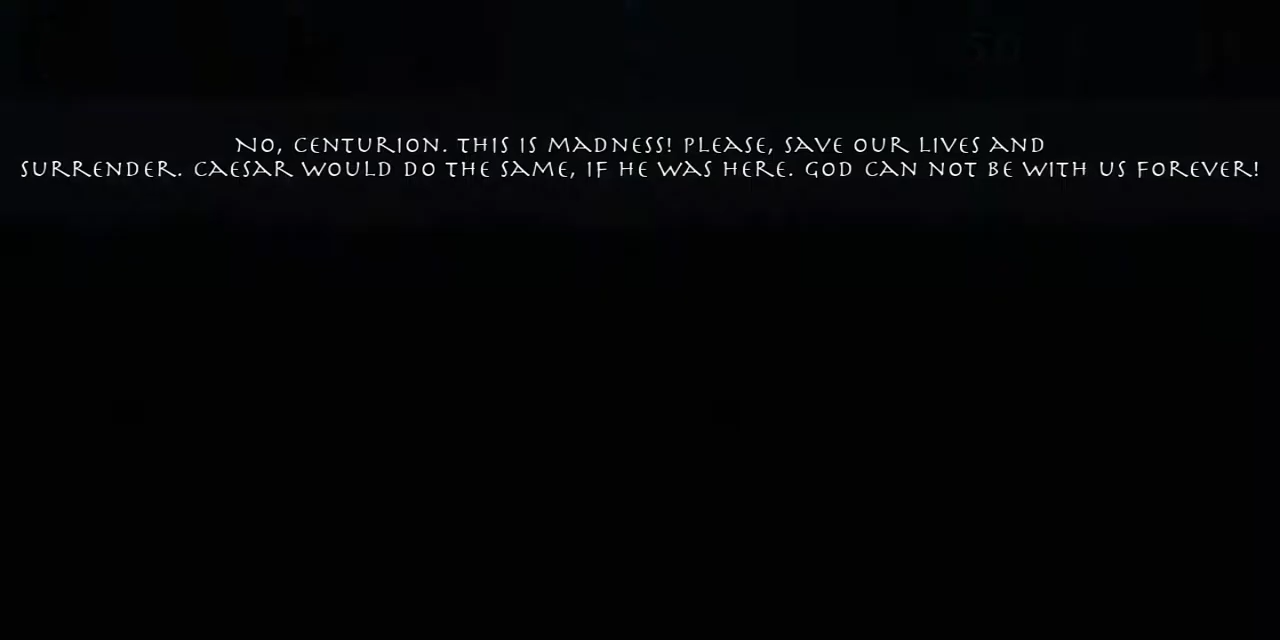 No, centurion. This is madness! Please, save our lives and
surrender. Caesar would do the same, if he was here. God can not be with us forever!